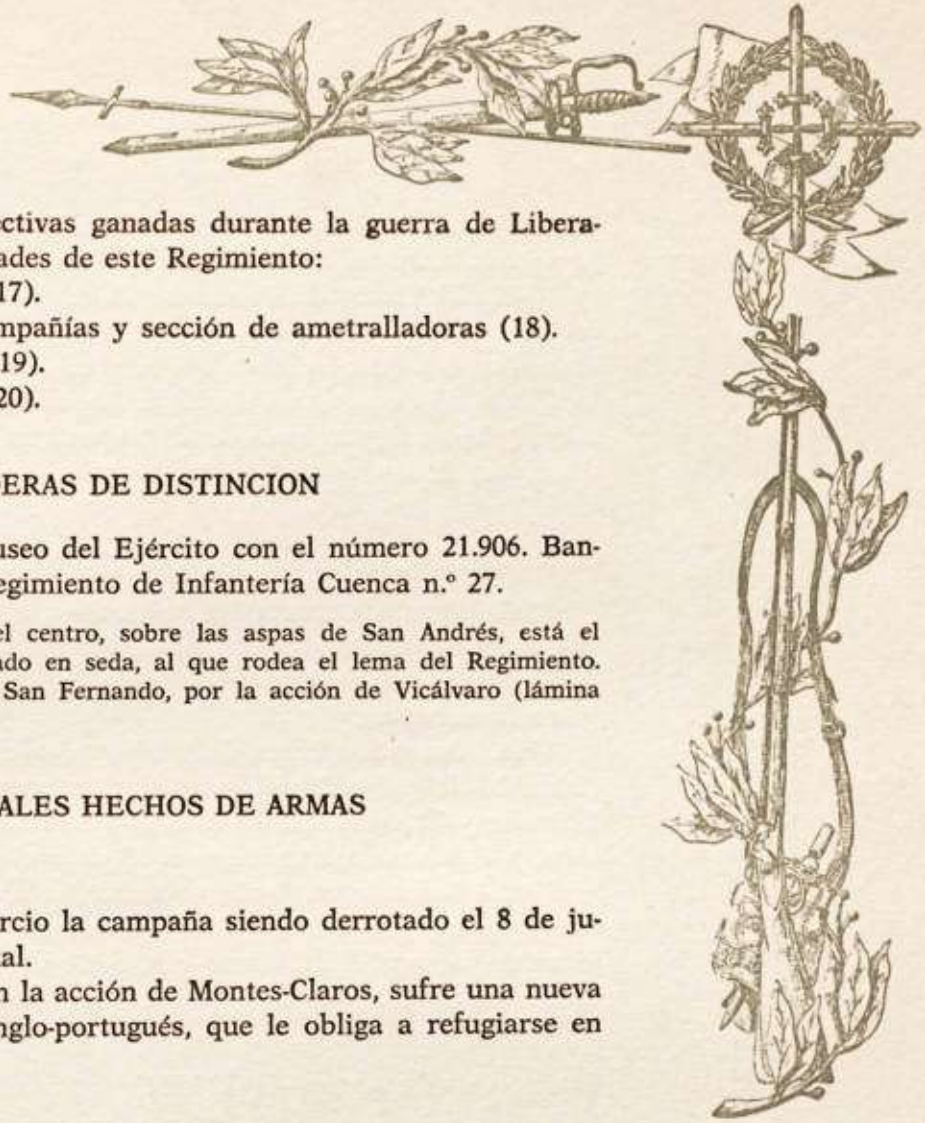 ectivas ganadas durante la guerra de Libera-
ades de este Regimiento:
17).
mpañías y sección de ametralladoras (18).
19).
20).
DERAS DE DISTINCION
useo del Ejército con el número 21.906. Ban-
egimiento de Infantería Cuenca n.º 27.
el centro, sobre las aspas de San Andrés, está el
ado en seda, al que rodea el lema del Regimiento.
San Fernando, por la acción de Vicálvaro (lámina
ALES HECHOS DE ARMAS
rcio la campaña siendo derrotado el 8 de ju-
al.
n la acción de Montes-Claros, sufre una nueva
nglo-portugués, que le obliga a refugiarse en